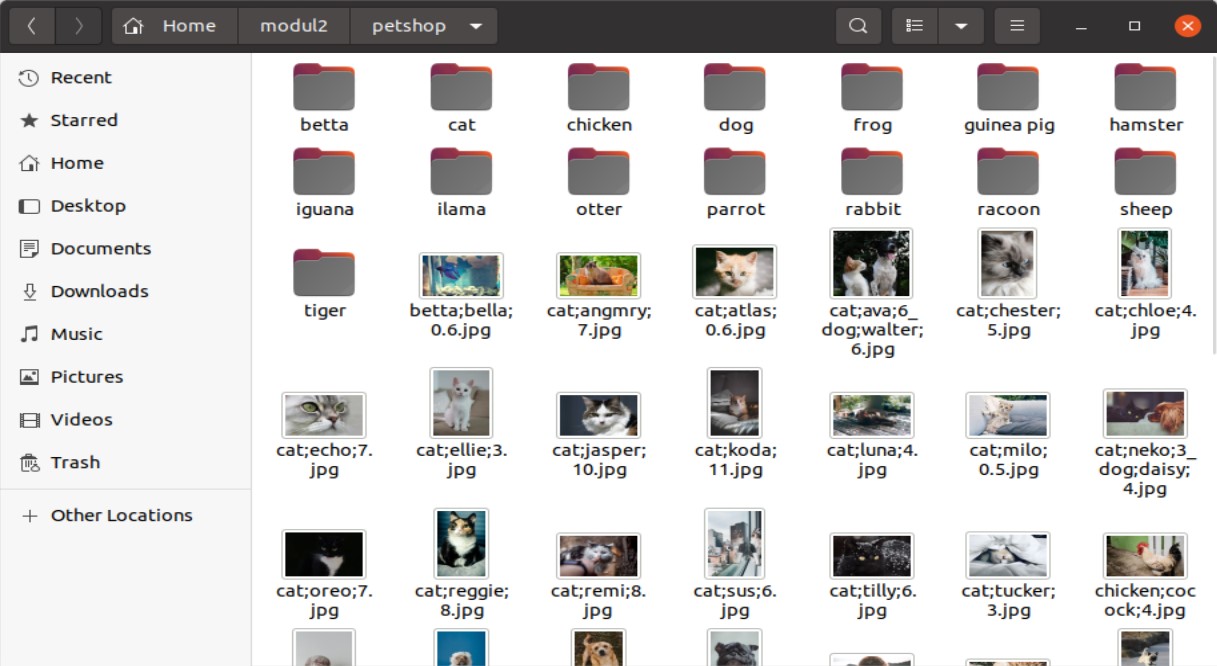 Home modul2 petshop
Recent
Starred
Home
Desktop
Documents
Downloads
Music
Pictures
Videos
Trash
Other Locations
betta cat chicken dog frog guinea pig hamster
iguana ilama otter parrot rabbit racoon sheep
tiger
betta;bella;
0.6.jpg
cat;angmry;
7.jpg
cat;atlas;
0.6.jpg
cat;ava;6_
dog;walter;
6.jpg
cat;chester;
5.jpg
cat;chloe;4.
jpg
cat;echo;7.
jpg
cat;ellie;3.
jpg
cat;jasper;
10.jpg
cat;koda;
11.jpg
cat;luna;4.
jpg
cat;milo;
0.5.jpg
cat;neko;3_
dog;daisy;
4.jpg
cat;oreo;7.
jpg
cat;reggie;
8.jpg
cat;remi;8.
jpg
cat;sus;6.
jpg
cat;tilly;6.
jpg
cat;tucker;
3.jpg
chicken;coc
ock;4.jpg